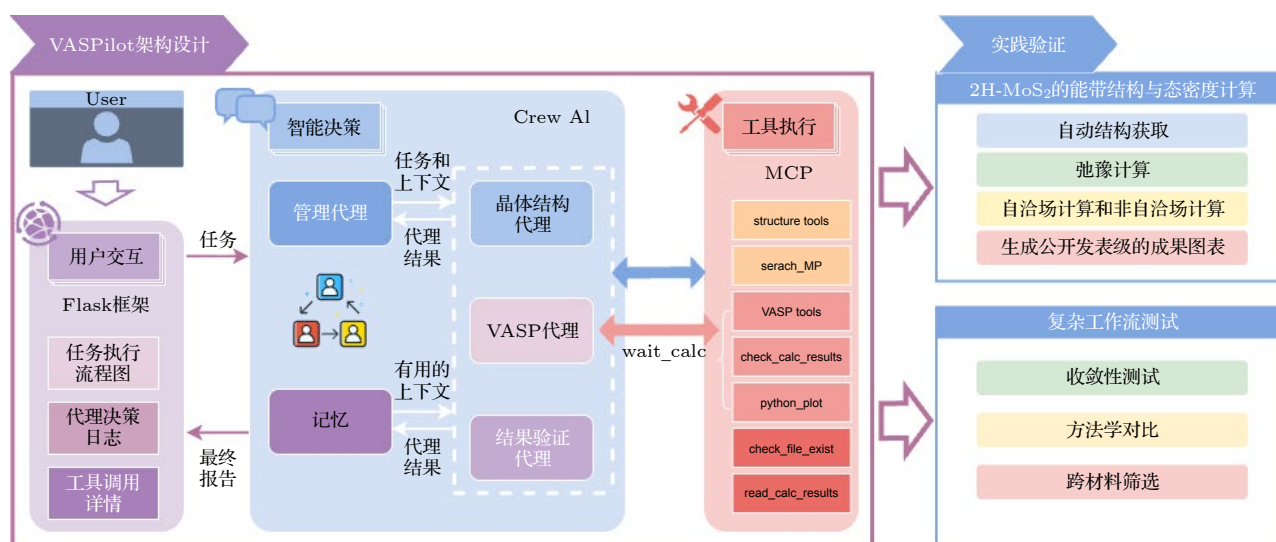 VASPilot架构设计
User
用户交互
Flask框架
任务执行
流程图
代理决策
日志
工具调用
详情
任务
最终
报告
智能决策
Crew AI
管理代理
任务和
上下文
代理
结果
记忆
有用的
上下文
代理
结果
晶体结构
代理
VASP代理
结果验证
代理
wait_calc
工具执行
MCP
structure tools
serach_MP
VASP tools
check_calc_results
python_plot
check_file_exist
read_calc_results
实践验证
2H-MoS₂的能带结构与态密度计算
自动结构获取
弛豫计算
自洽场计算和非自洽场计算
生成公开发表级的成果图表
复杂工作流测试
收敛性测试
方法学对比
跨材料筛选